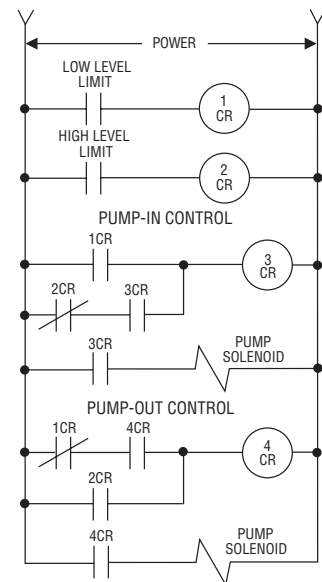 POWER
LOW LEVEL
LIMIT
1
CR
HIGH LEVEL
LIMIT
2
CR
PUMP-IN CONTROL
1CR
3
CR
2CR
3CR
3CR
PUMP
SOLENOID
PUMP-OUT CONTROL
1CR
4CR
4
CR
2CR
4CR
PUMP
SOLENOID